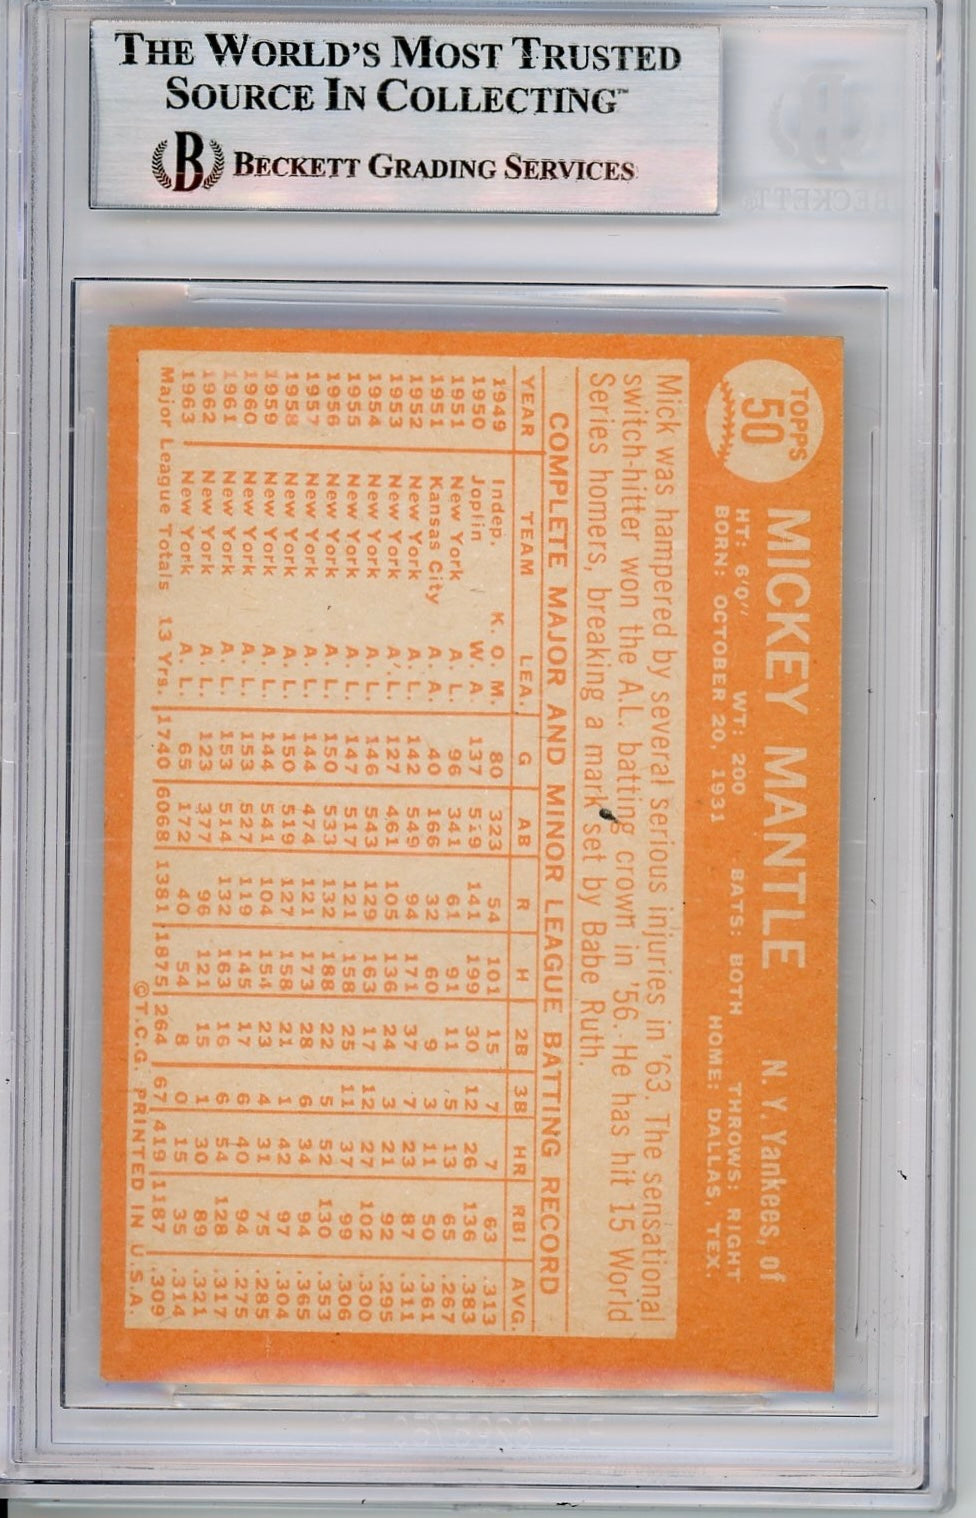 THE WORLD'S MOST TRUSTED
SOURCE IN COLLECTING™
B BECKETT GRADING SERVICES
BECKETT
TOPPS
50
MICKEY MANTLE N. Y. Yankees, of
HT: 6'0" WT: 200 BATS: BOTH THROWS: RIGHT
BORN: OCTOBER 20, 1931 HOME: DALLAS, TEX.
Mick was hampered by several serious injuries in '63. The sensational
switch-hitter won the A.L. batting crown in '56. He has hit 15 World
Series homers, breaking a mark set by Babe Ruth.
COMPLETE MAJOR AND MINOR LEAGUE BATTING RECORD
YEAR TEAM LEA. G AB R H 2B 3B HR RBI AVG.
1949 Indep. K. O. M. 80 323 54 101 15 7 7 63 .313
1950 Joplin W. A. 137 519 141 199 30 12 26 136 .383
1951 New York A. L. 96 341 61 91 11 5 13 65 .267
1951 Kansas City A. A. 40 166 32 60 9 3 11 50 .361
1952 New York A. L. 142 549 94 171 37 7 23 87 .311
1953 New York A. L. 127 461 105 136 24 3 21 92 .295
1954 New York A. L. 146 543 129 163 17 12 27 102 .300
1955 New York A. L. 147 517 121 158 25 11 37 99 .306
1956 New York A. L. 150 533 132 188 22 5 52 130 .353
1957 New York A. L. 144 474 121 173 28 6 34 94 .365
1958 New York A. L. 150 519 127 158 21 1 42 97 .304
1959 New York A. L. 144 541 104 154 23 4 31 75 .285
1960 New York A. L. 153 527 119 145 17 6 40 94 .275
1961 New York A. L. 153 514 132 163 16 6 54 128 .317
1962 New York A. L. 123 377 96 121 15 1 30 89 .321
1963 New York A. L. 65 172 40 54 8 0 15 35 .314
Major League Totals 13 Yrs. 1740 6068 1381 1875 264 67 419 1187 .309
©T.C.G. PRINTED IN U.S.A.